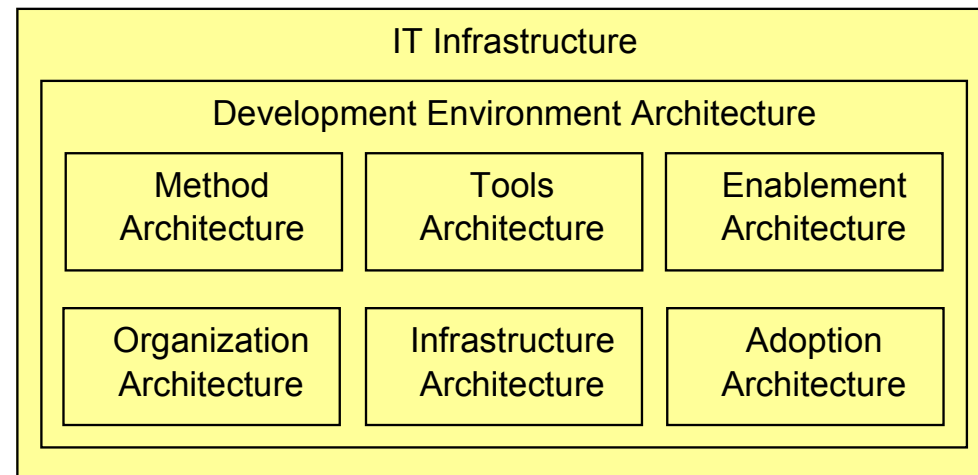 IT Infrastructure
Development Environment Architecture
Method
Architecture
Tools
Architecture
Enablement
Architecture
Organization
Architecture
Infrastructure
Architecture
Adoption
Architecture